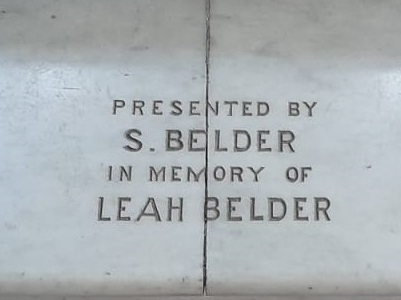 PRESENTED BY
S. BELDER
IN MEMORY OF
LEAH BELDER